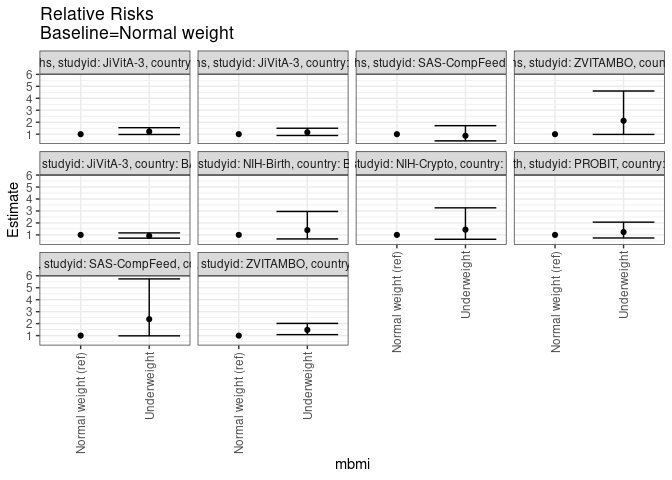 Relative Risks
Baseline=Normal weight
hs, studyid: JiVitA-3, country
hs, studyid: JiVitA-3, country:
hs, studyid: SAS-CompFeed
hs, studyid: ZVITAMBO, country
6
5
4
3
2
1
studyid: JiVitA-3, country: BA
studyid: NIH-Birth, country: B
studyid: NIH-Crypto, country:
th, studyid: PROBIT, country:
6
5
4
3
2
1
studyid: SAS-CompFeed, co
studyid: ZVITAMBO, country
6
5
4
3
2
1
Estimate
Normal weight (ref)
Underweight
Normal weight (ref)
Underweight
Normal weight (ref)
Underweight
Normal weight (ref)
Underweight
mbmi